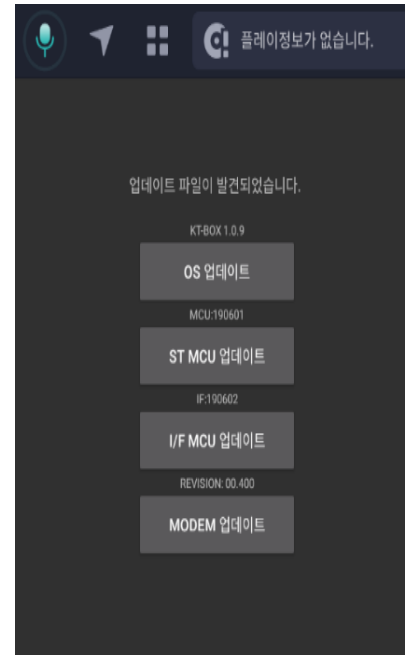 플레이정보가 없습니다.
업데이트 파일이 발견되었습니다.
KT-BOX 1.0.9
OS 업데이트
MCU:190601
ST MCU 업데이트
IF:190602
I/F MCU 업데이트
REVISION: 00.400
MODEM 업데이트